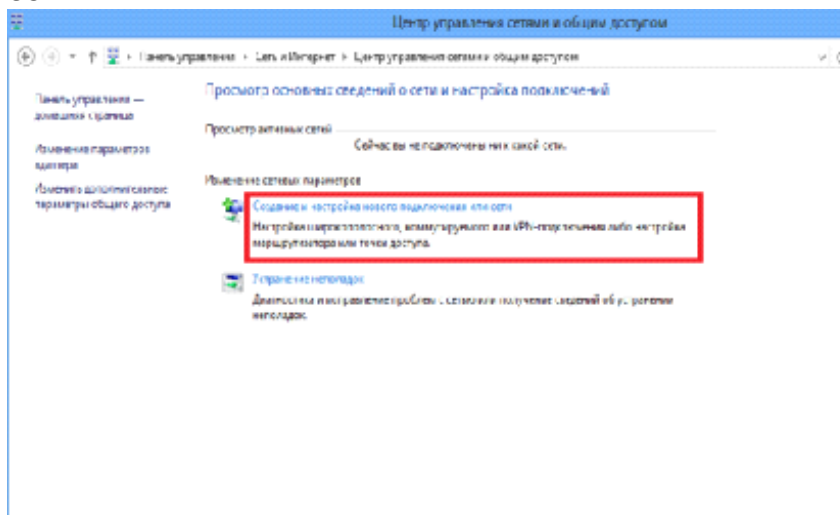 Центр управления сетями и общим доступом
Панель управления › Сеть и Интернет › Центр управления сетями и общим доступом
Панель управления —
домашняя страница
Изменение параметров
адаптера
Изменить дополнительные
параметры общего доступа
Просмотр основных сведений о сети и настройка подключений
Просмотр активных сетей
Сейчас вы не подключены ни к какой сети.
Изменение сетевых параметров
Создание и настройка нового подключения или сети
Настройка широкополосного, коммутируемого или VPN-подключения либо настройка
маршрутизатора или точки доступа.
Устранение неполадок
Диагностика и исправление проблем с сетью или получение сведений об устранении
неполадок.